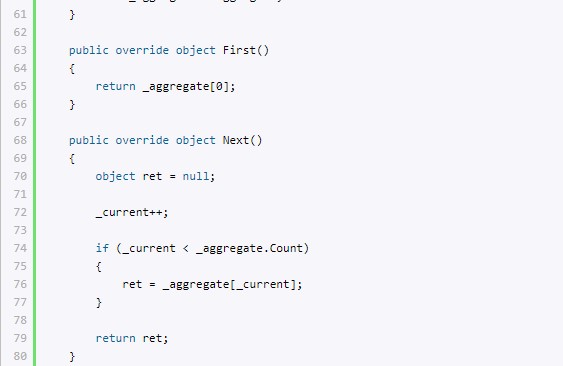 61 }
62
63 public override object First()
64 {
65 return _aggregate[0];
66 }
67
68 public override object Next()
69 {
70 object ret = null;
71
72 _current++;
73
74 if (_current < _aggregate.Count)
75 {
76 ret = _aggregate[_current];
77 }
78
79 return ret;
80 }